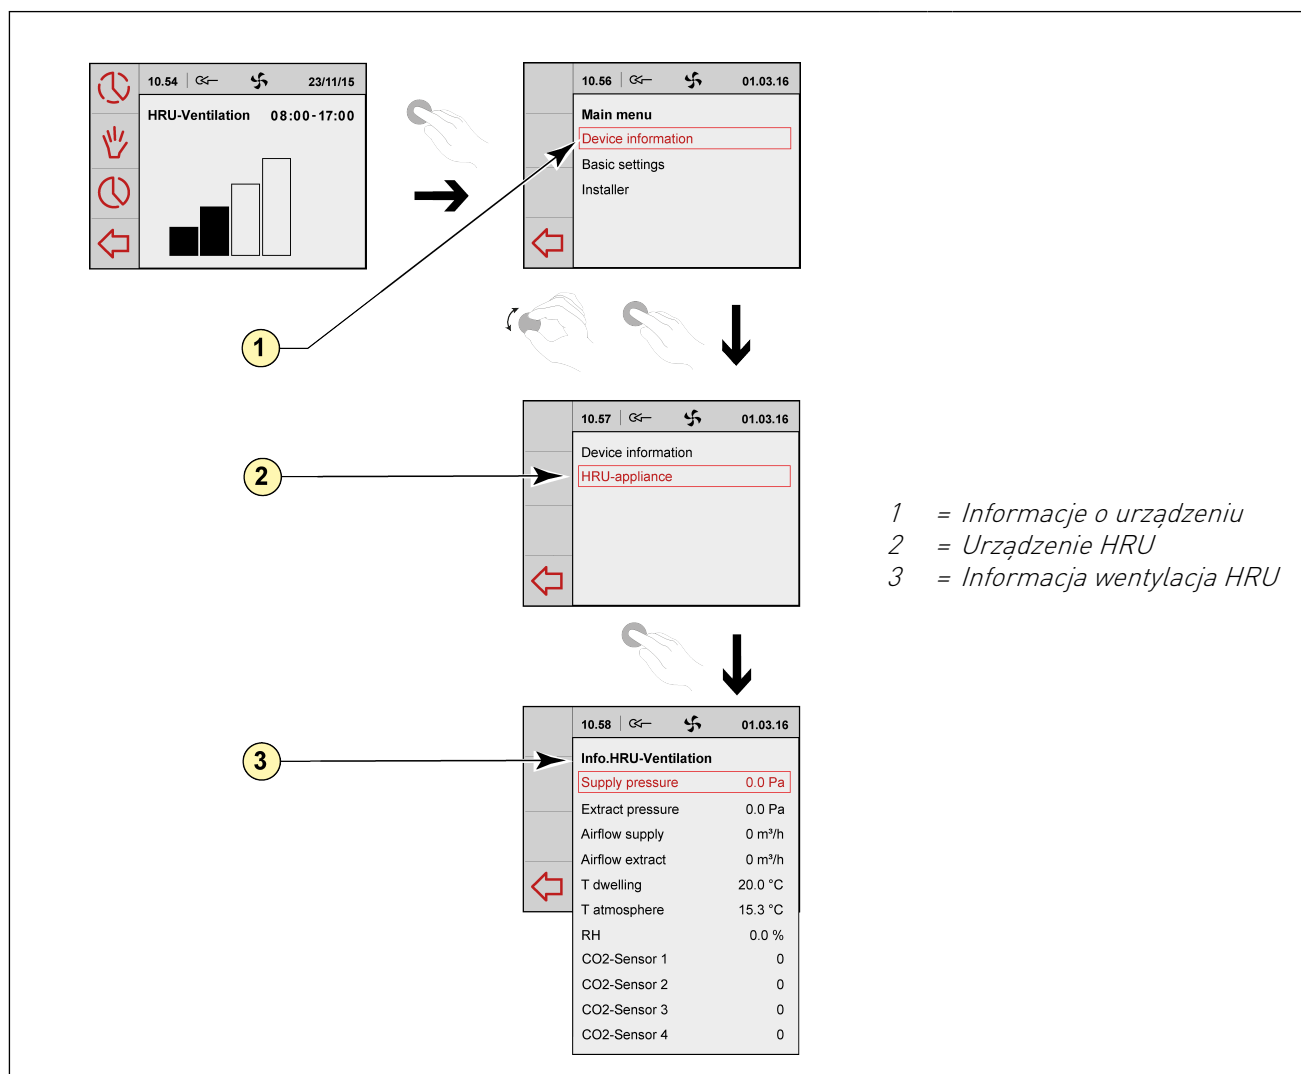 10.54 23/11/15
HRU-Ventilation 08:00-17:00
10.56 01.03.16
Main menu
Device information
Basic settings
Installer
1
10.57 01.03.16
Device information
HRU-appliance
2
1 = Informacje o urządzeniu
2 = Urządzenie HRU
3 = Informacja wentylacja HRU
10.58 01.03.16
Info.HRU-Ventilation
3
Supply pressure 0.0 Pa
Extract pressure 0.0 Pa
Airflow supply 0 m³/h
Airflow extract 0 m³/h
T dwelling 20.0 °C
T atmosphere 15.3 °C
RH 0.0 %
CO2-Sensor 1 0
CO2-Sensor 2 0
CO2-Sensor 3 0
CO2-Sensor 4 0